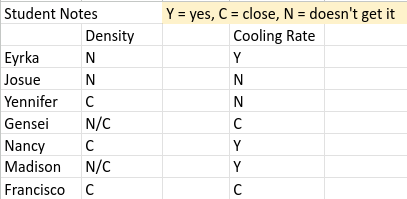 Student Notes Y = yes, C = close, N = doesn't get it
Density Cooling Rate
Eyrka N Y
Josue N N
Yennifer C N
Gensei N/C C
Nancy C Y
Madison N/C Y
Francisco C C